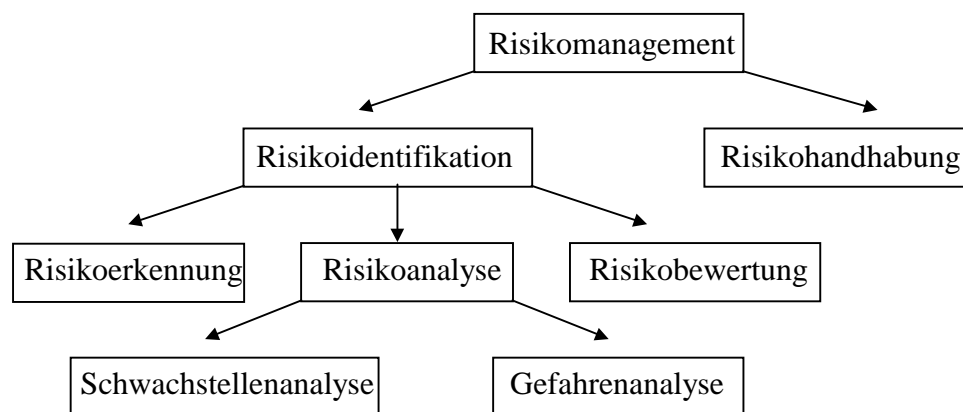 Risikomanagement
Risikoidentifikation
Risikohandhabung
Risikoerkennung
Risikoanalyse
Risikobewertung
Schwachstellenanalyse
Gefahrenanalyse